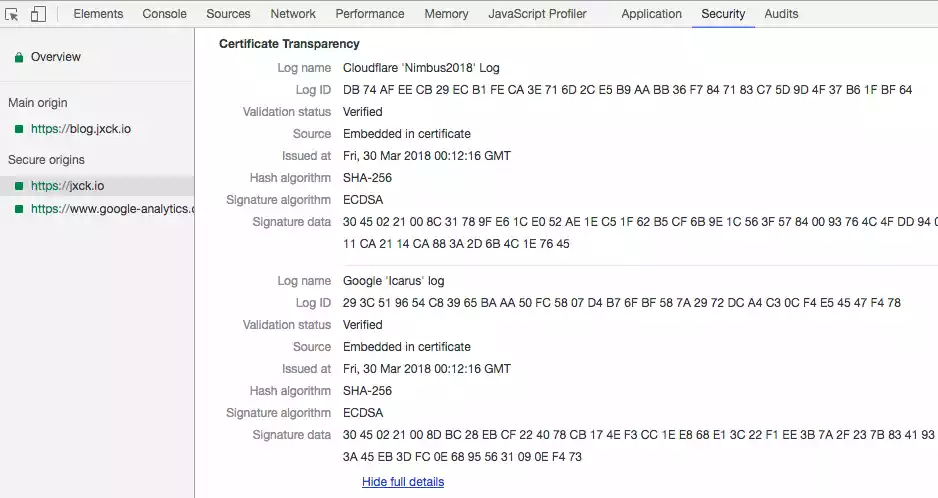 Elements Console Sources Network Performance Memory JavaScript Profiler Application Security Audits
Overview
Main origin
https://blog.jxck.io
Secure origins
https://jxck.io
https://www.google-analytics.c
Certificate Transparency
Log name Cloudflare 'Nimbus2018' Log
Log ID DB 74 AF EE CB 29 EC B1 FE CA 3E 71 6D 2C E5 B9 AA BB 36 F7 84 71 83 C7 5D 9D 4F 37 B6 1F BF 64
Validation status Verified
Source Embedded in certificate
Issued at Fri, 30 Mar 2018 00:12:16 GMT
Hash algorithm SHA-256
Signature algorithm ECDSA
Signature data 30 45 02 21 00 8C 31 78 9F E6 1C E0 52 AE 1E C5 1F 62 B5 CF 6B 9E 1C 56 3F 57 84 00 93 76 4C 4F DD 94
11 CA 21 14 CA 88 3A 2D 6B 4C 1E 76 45
Log name Google 'Icarus' log
Log ID 29 3C 51 96 54 C8 39 65 BA AA 50 FC 58 07 D4 B7 6F BF 58 7A 29 72 DC A4 C3 0C F4 E5 45 47 F4 78
Validation status Verified
Source Embedded in certificate
Issued at Fri, 30 Mar 2018 00:12:16 GMT
Hash algorithm SHA-256
Signature algorithm ECDSA
Signature data 30 45 02 21 00 8D BC 28 EB CF 22 40 78 CB 17 4E F3 CC 1E E8 68 E1 3C 22 F1 EE 3B 7A 2F 23 7B 83 41 93
3A 45 EB 3D FC 0E 68 95 56 31 09 0E F4 73
Hide full details